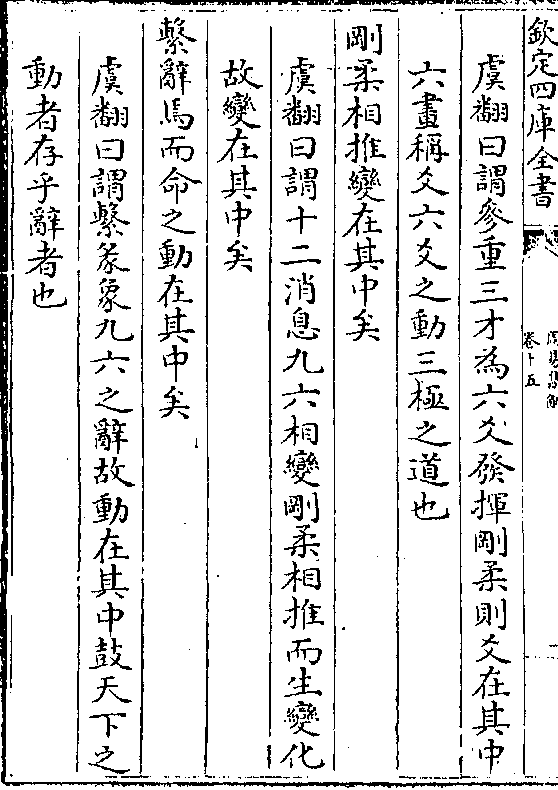 欽定四庫全書
卷十五
虞翻曰謂參重三才為六爻發揮剛柔則爻在其中
六畫稱爻六爻之動三極之道也
剛柔相推變在其中矣
虞翻曰謂十二消息九六相變剛柔相推而生變化
故變在其中矣
繫辭焉而命之動在其中矣
虞翻曰謂繫彖象九六之辭故動在其中鼓天下之
動者存乎辭者也